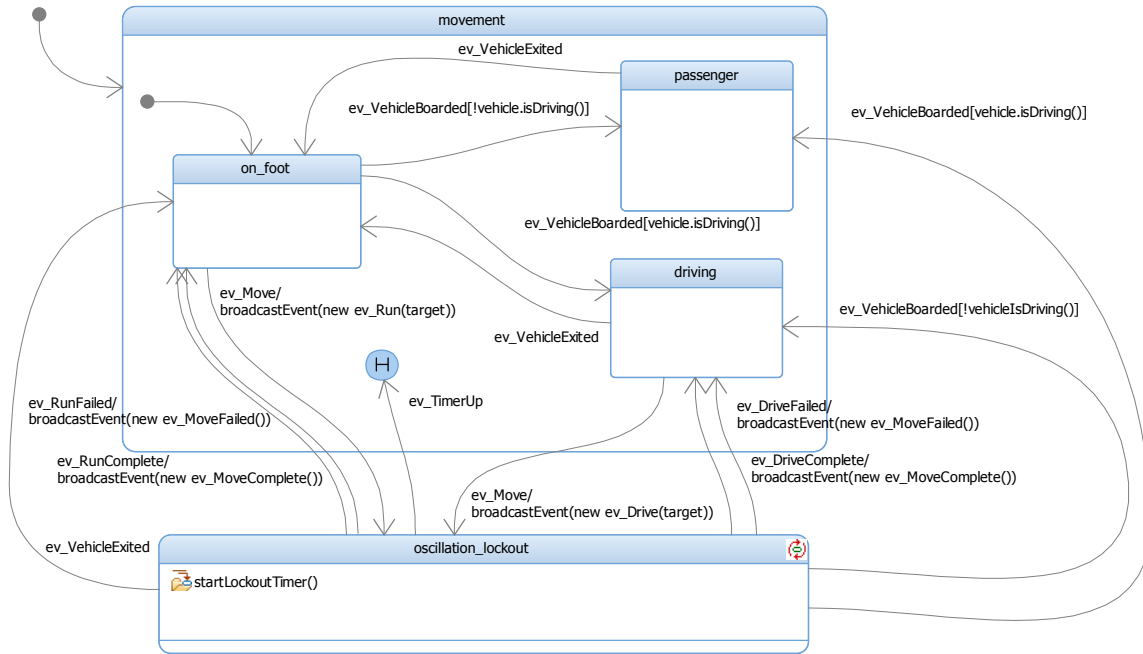 movement
ev_VehicleExited
passenger
ev_VehicleBoarded[!vehicle.isDriving()]
ev_VehicleBoarded[vehicle.isDriving()]
on_foot
ev_VehicleBoarded[vehicle.isDriving()]
driving
ev_Move/
broadcastEvent(new ev_Run(target))
ev_VehicleBoarded[!vehicleIsDriving()]
ev_VehicleExited
H
ev_TimerUp
ev_RunFailed/
broadcastEvent(new ev_MoveFailed())
ev_DriveFailed/
broadcastEvent(new ev_MoveFailed())
ev_RunComplete/
broadcastEvent(new ev_MoveComplete())
ev_DriveComplete/
broadcastEvent(new ev_MoveComplete())
ev_Move/
broadcastEvent(new ev_Drive(target))
ev_VehicleExited
oscillation_lockout
startLockoutTimer()